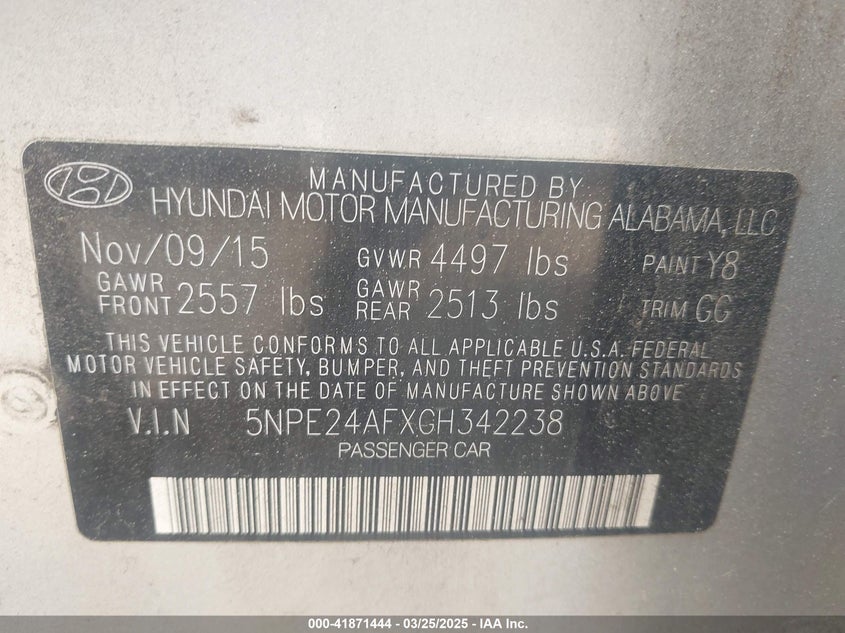 MANUFACTURED BY
HYUNDAI MOTOR MANUFACTURING ALABAMA, LLC
Nov/09/15 GVWR 4497 lbs PAINT Y8
GAWR FRONT 2557 lbs GAWR REAR 2513 lbs TRIM GG
THIS VEHICLE CONFORMS TO ALL APPLICABLE U.S.A. FEDERAL
MOTOR VEHICLE SAFETY, BUMPER, AND THEFT PREVENTION STANDARDS
IN EFFECT ON THE DATE OF MANUFACTURE SHOWN ABOVE
V.I.N 5NPE24AFXGH342238
PASSENGER CAR
000-41871444 - 03/25/2025 - IAA Inc.